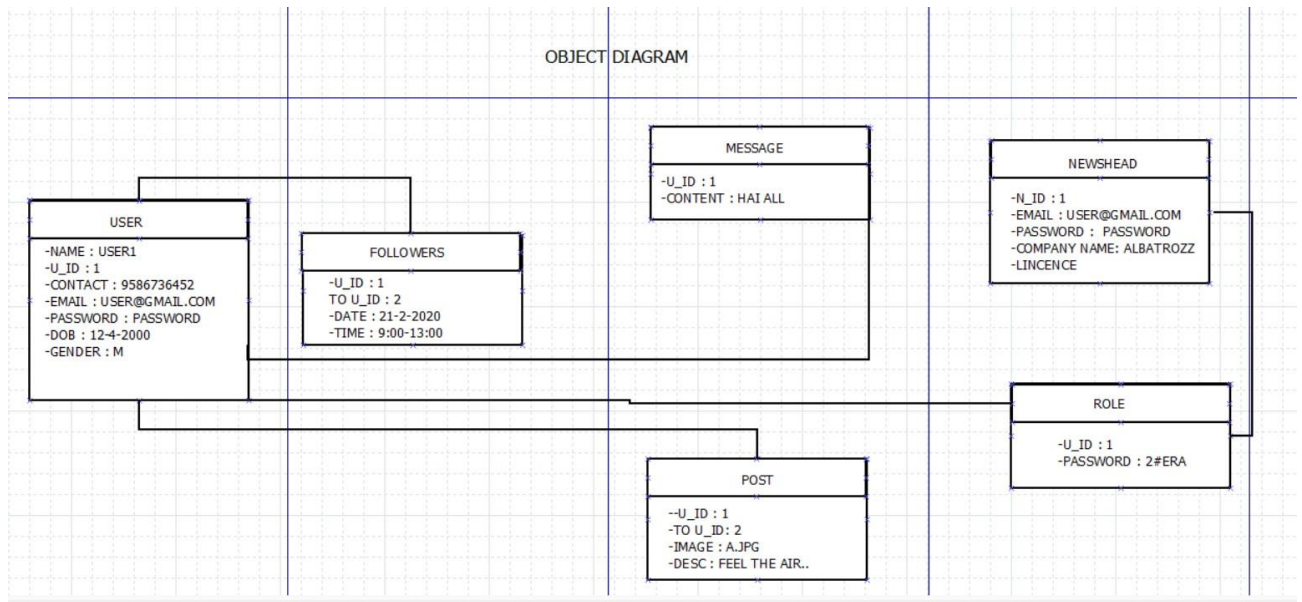 OBJECT DIAGRAM
USER
-NAME : USER1
-U_ID : 1
-CONTACT : 9586736452
-EMAIL : USER@GMAIL.COM
-PASSWORD : PASSWORD
-DOB : 12-4-2000
-GENDER : M
FOLLOWERS
-U_ID : 1
TO U_ID : 2
-DATE : 21-2-2020
-TIME : 9:00-13:00
MESSAGE
-U_ID : 1
-CONTENT : HAI ALL
NEWSHEAD
-N_ID : 1
-EMAIL : USER@GMAIL.COM
-PASSWORD :  PASSWORD
-COMPANY NAME: ALBATROZZ
-LINCENCE
ROLE
-U_ID : 1
-PASSWORD : 2#ERA
POST
--U_ID : 1
-TO U_ID: 2
-IMAGE : A.JPG
-DESC : FEEL THE AIR..